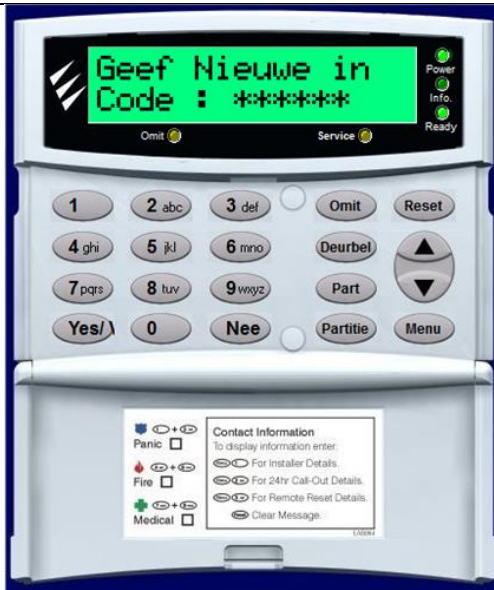 Geef Nieuwe in
Code : ******
Power
Info.
Ready
Omit
Service
1 2 abc 3 def Omit Reset
4 ghi 5 jkl 6 mno Deurbel
7 pqrs 8 tuv 9 wxyz Part
Yes/ 0 Nee Partitie Menu
Panic
Fire
Medical
Contact Information
To display information enter:
For Installer Details.
For 24hr Call-Out Details.
For Remote Reset Details.
Clear Message.